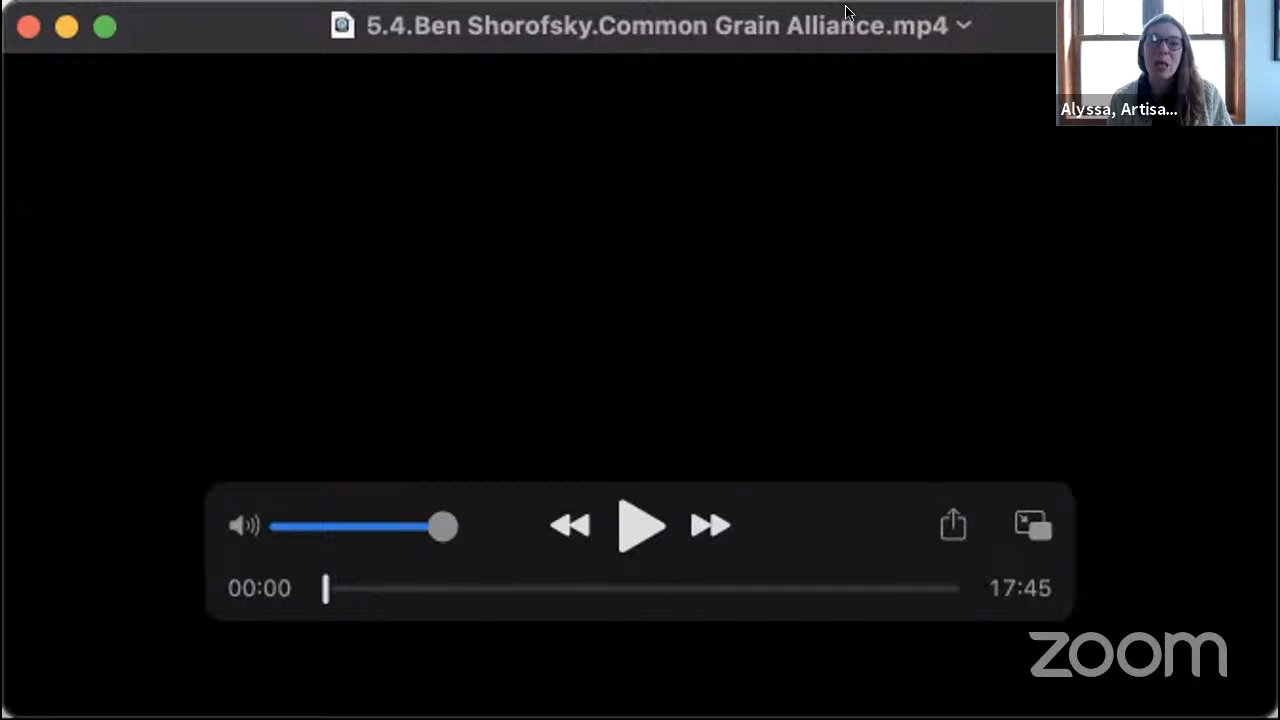 5.4.Ben Shorofsky.Common Grain Alliance.mp4
Alyssa, Artisa...
00:00
17:45
zoom